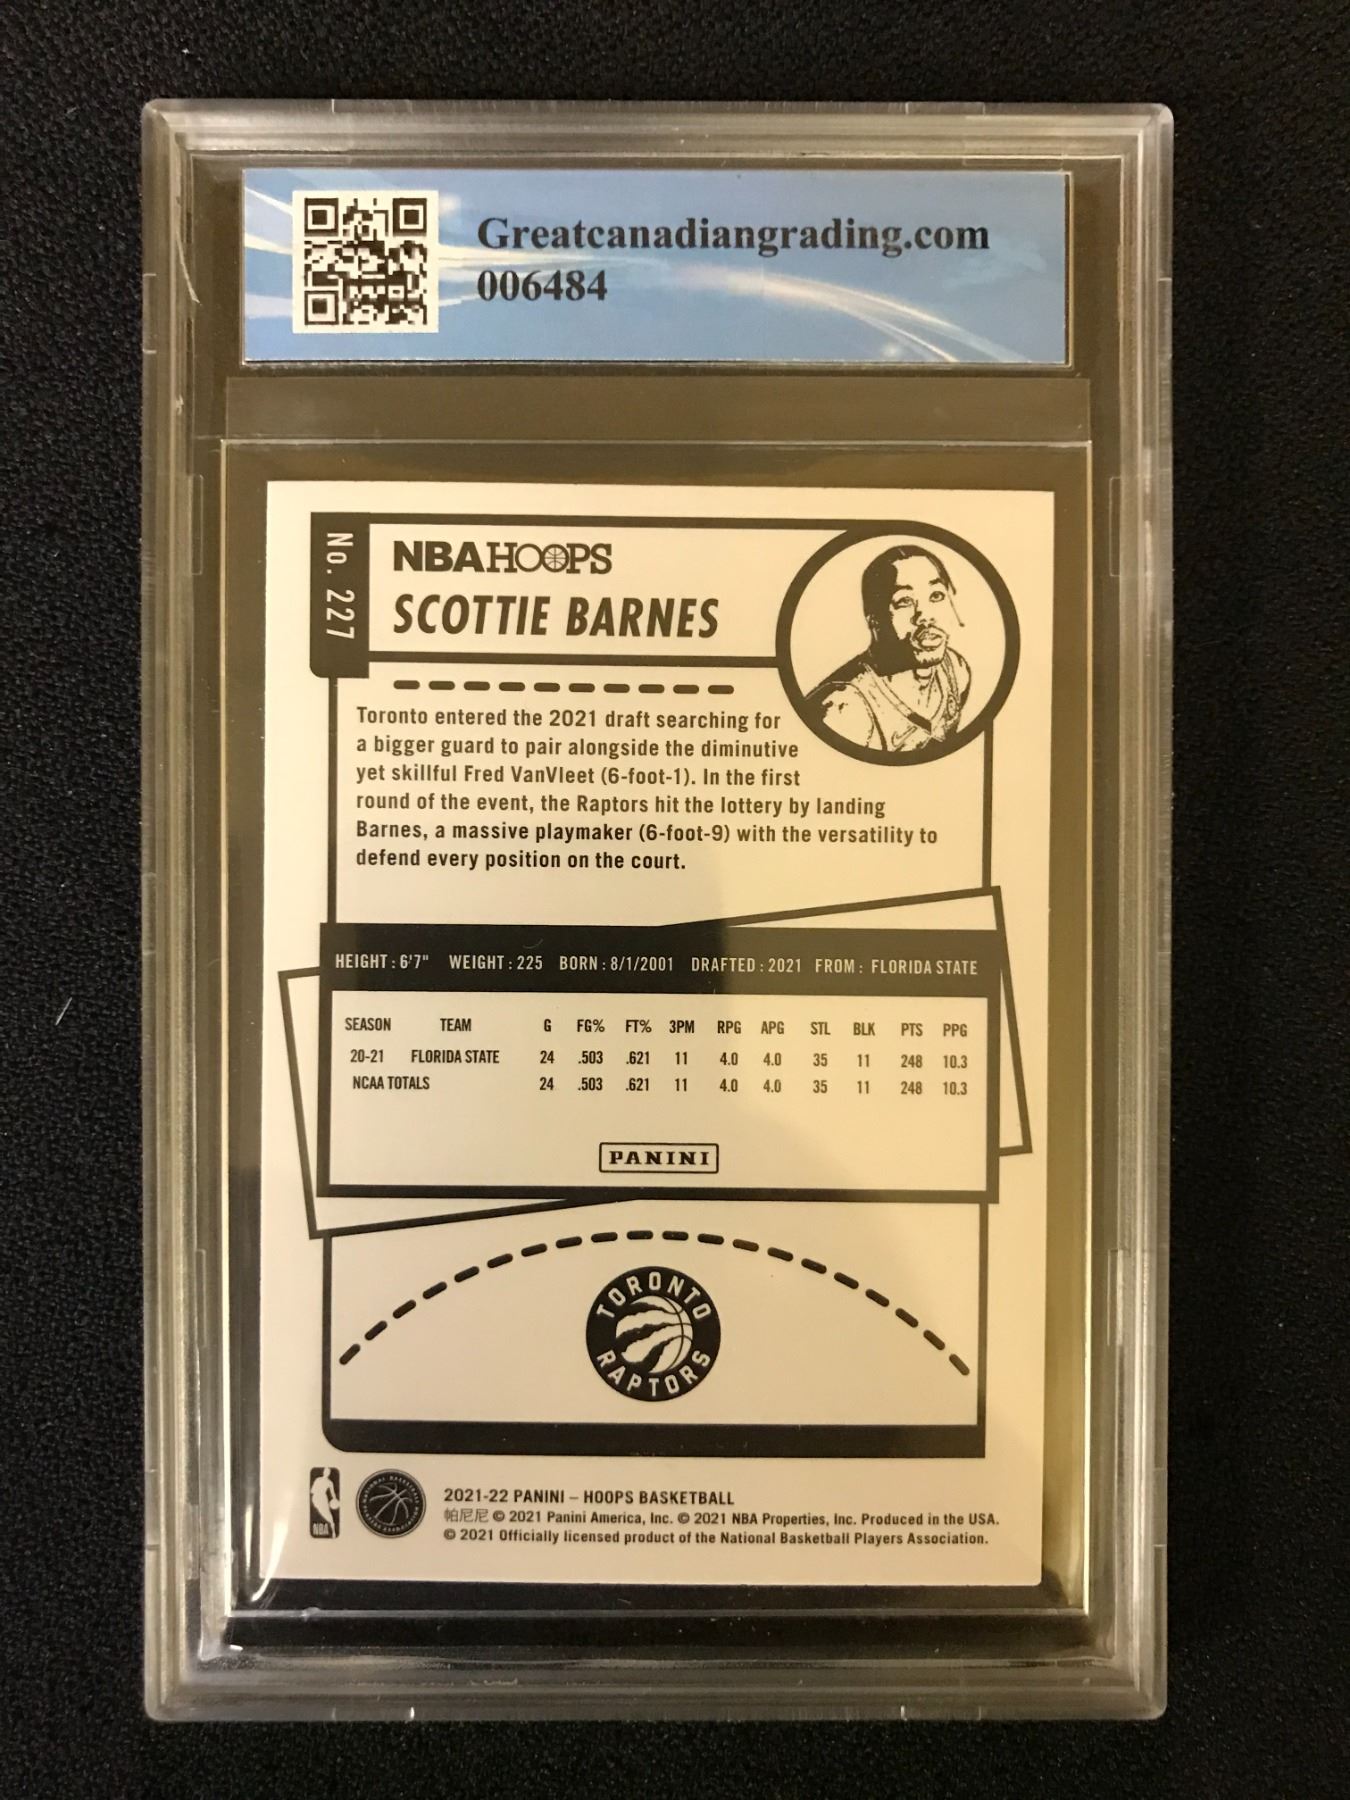 Greatcanadiangrading.com
006484
No. 227
NBA HOOPS
SCOTTIE BARNES
Toronto entered the 2021 draft searching for
a bigger guard to pair alongside the diminutive
yet skillful Fred VanVleet (6-foot-1). In the first
round of the event, the Raptors hit the lottery by landing
Barnes, a massive playmaker (6-foot-9) with the versatility to
defend every position on the court.
HEIGHT: 6'7" WEIGHT: 225 BORN: 8/1/2001 DRAFTED: 2021 FROM: FLORIDA STATE
SEASON TEAM G FG% FT% 3PM RPG APG STL BLK PTS PPG
20-21 FLORIDA STATE 24 .503 .621 11 4.0 4.0 35 11 248 10.3
NCAA TOTALS 24 .503 .621 11 4.0 4.0 35 11 248 10.3
PANINI
TORONTO
RAPTORS
NBA
2021-22 PANINI – HOOPS BASKETBALL
帕尼尼 © 2021 Panini America, Inc. © 2021 NBA Properties, Inc. Produced in the USA.
© 2021 Officially licensed product of the National Basketball Players Association.